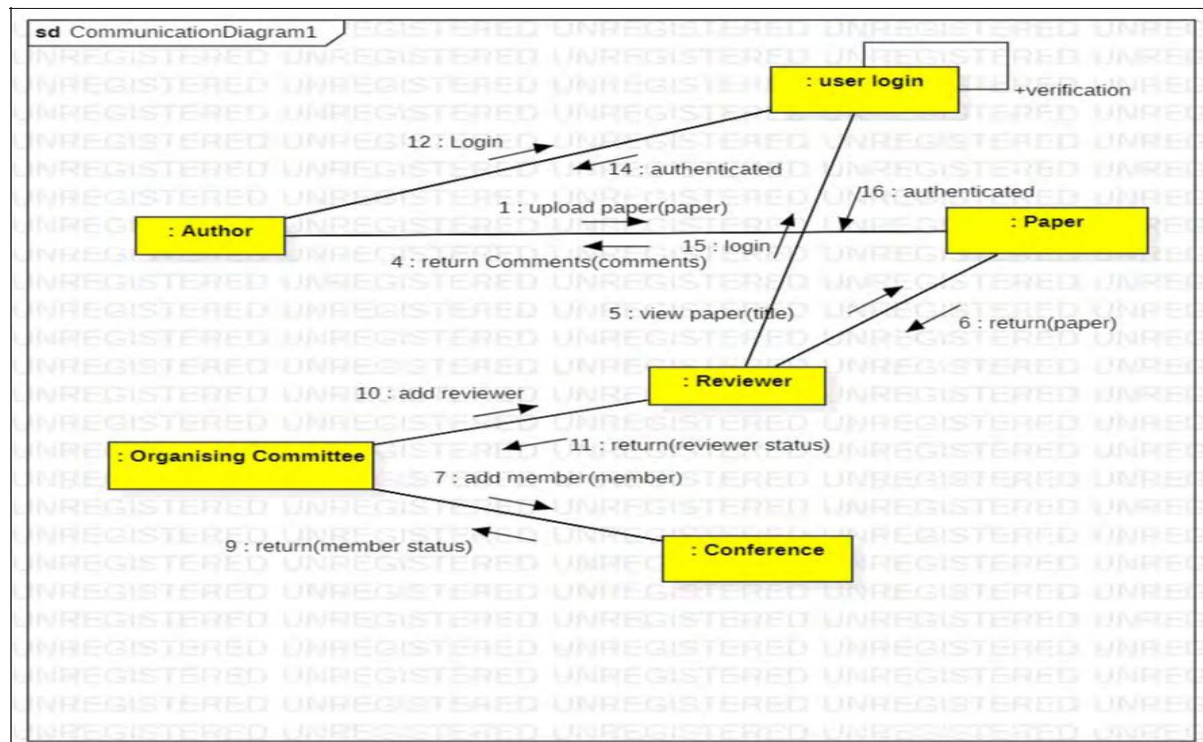 sd CommunicationDiagram1
: user login
+verification
12 : Login
14 : authenticated
16 : authenticated
1 : upload paper(paper)
: Author
: Paper
15 : login
4 : return Comments(comments)
5 : view paper(title)
6 : return(paper)
: Reviewer
10 : add reviewer
11 : return(reviewer status)
: Organising Committee
7 : add member(member)
9 : return(member status)
: Conference
UNREGISTERED